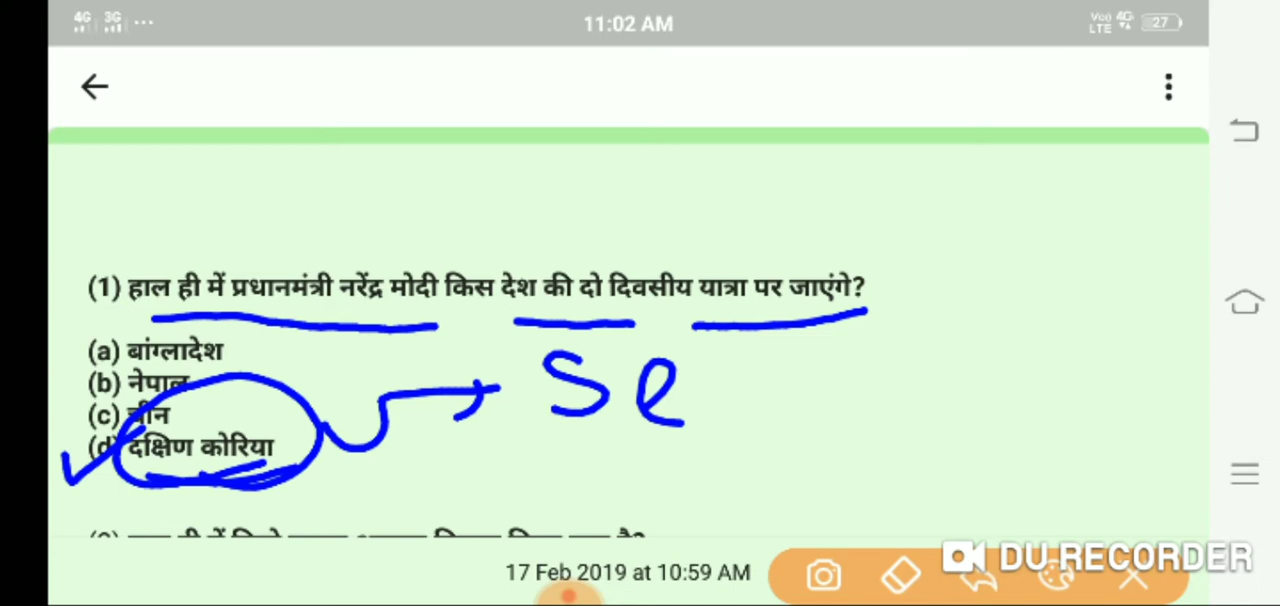 4G 3G ... 11:02 AM Vo) LTE 4G 27
(1) हाल ही में प्रधानमंत्री नरेंद्र मोदी किस देश की दो दिवसीय यात्रा पर जाएंगे?
(a) बांग्लादेश
(b) नेपाल
(c) चीन
(d) दक्षिण कोरिया
Se
17 Feb 2019 at 10:59 AM
DU RECORDER